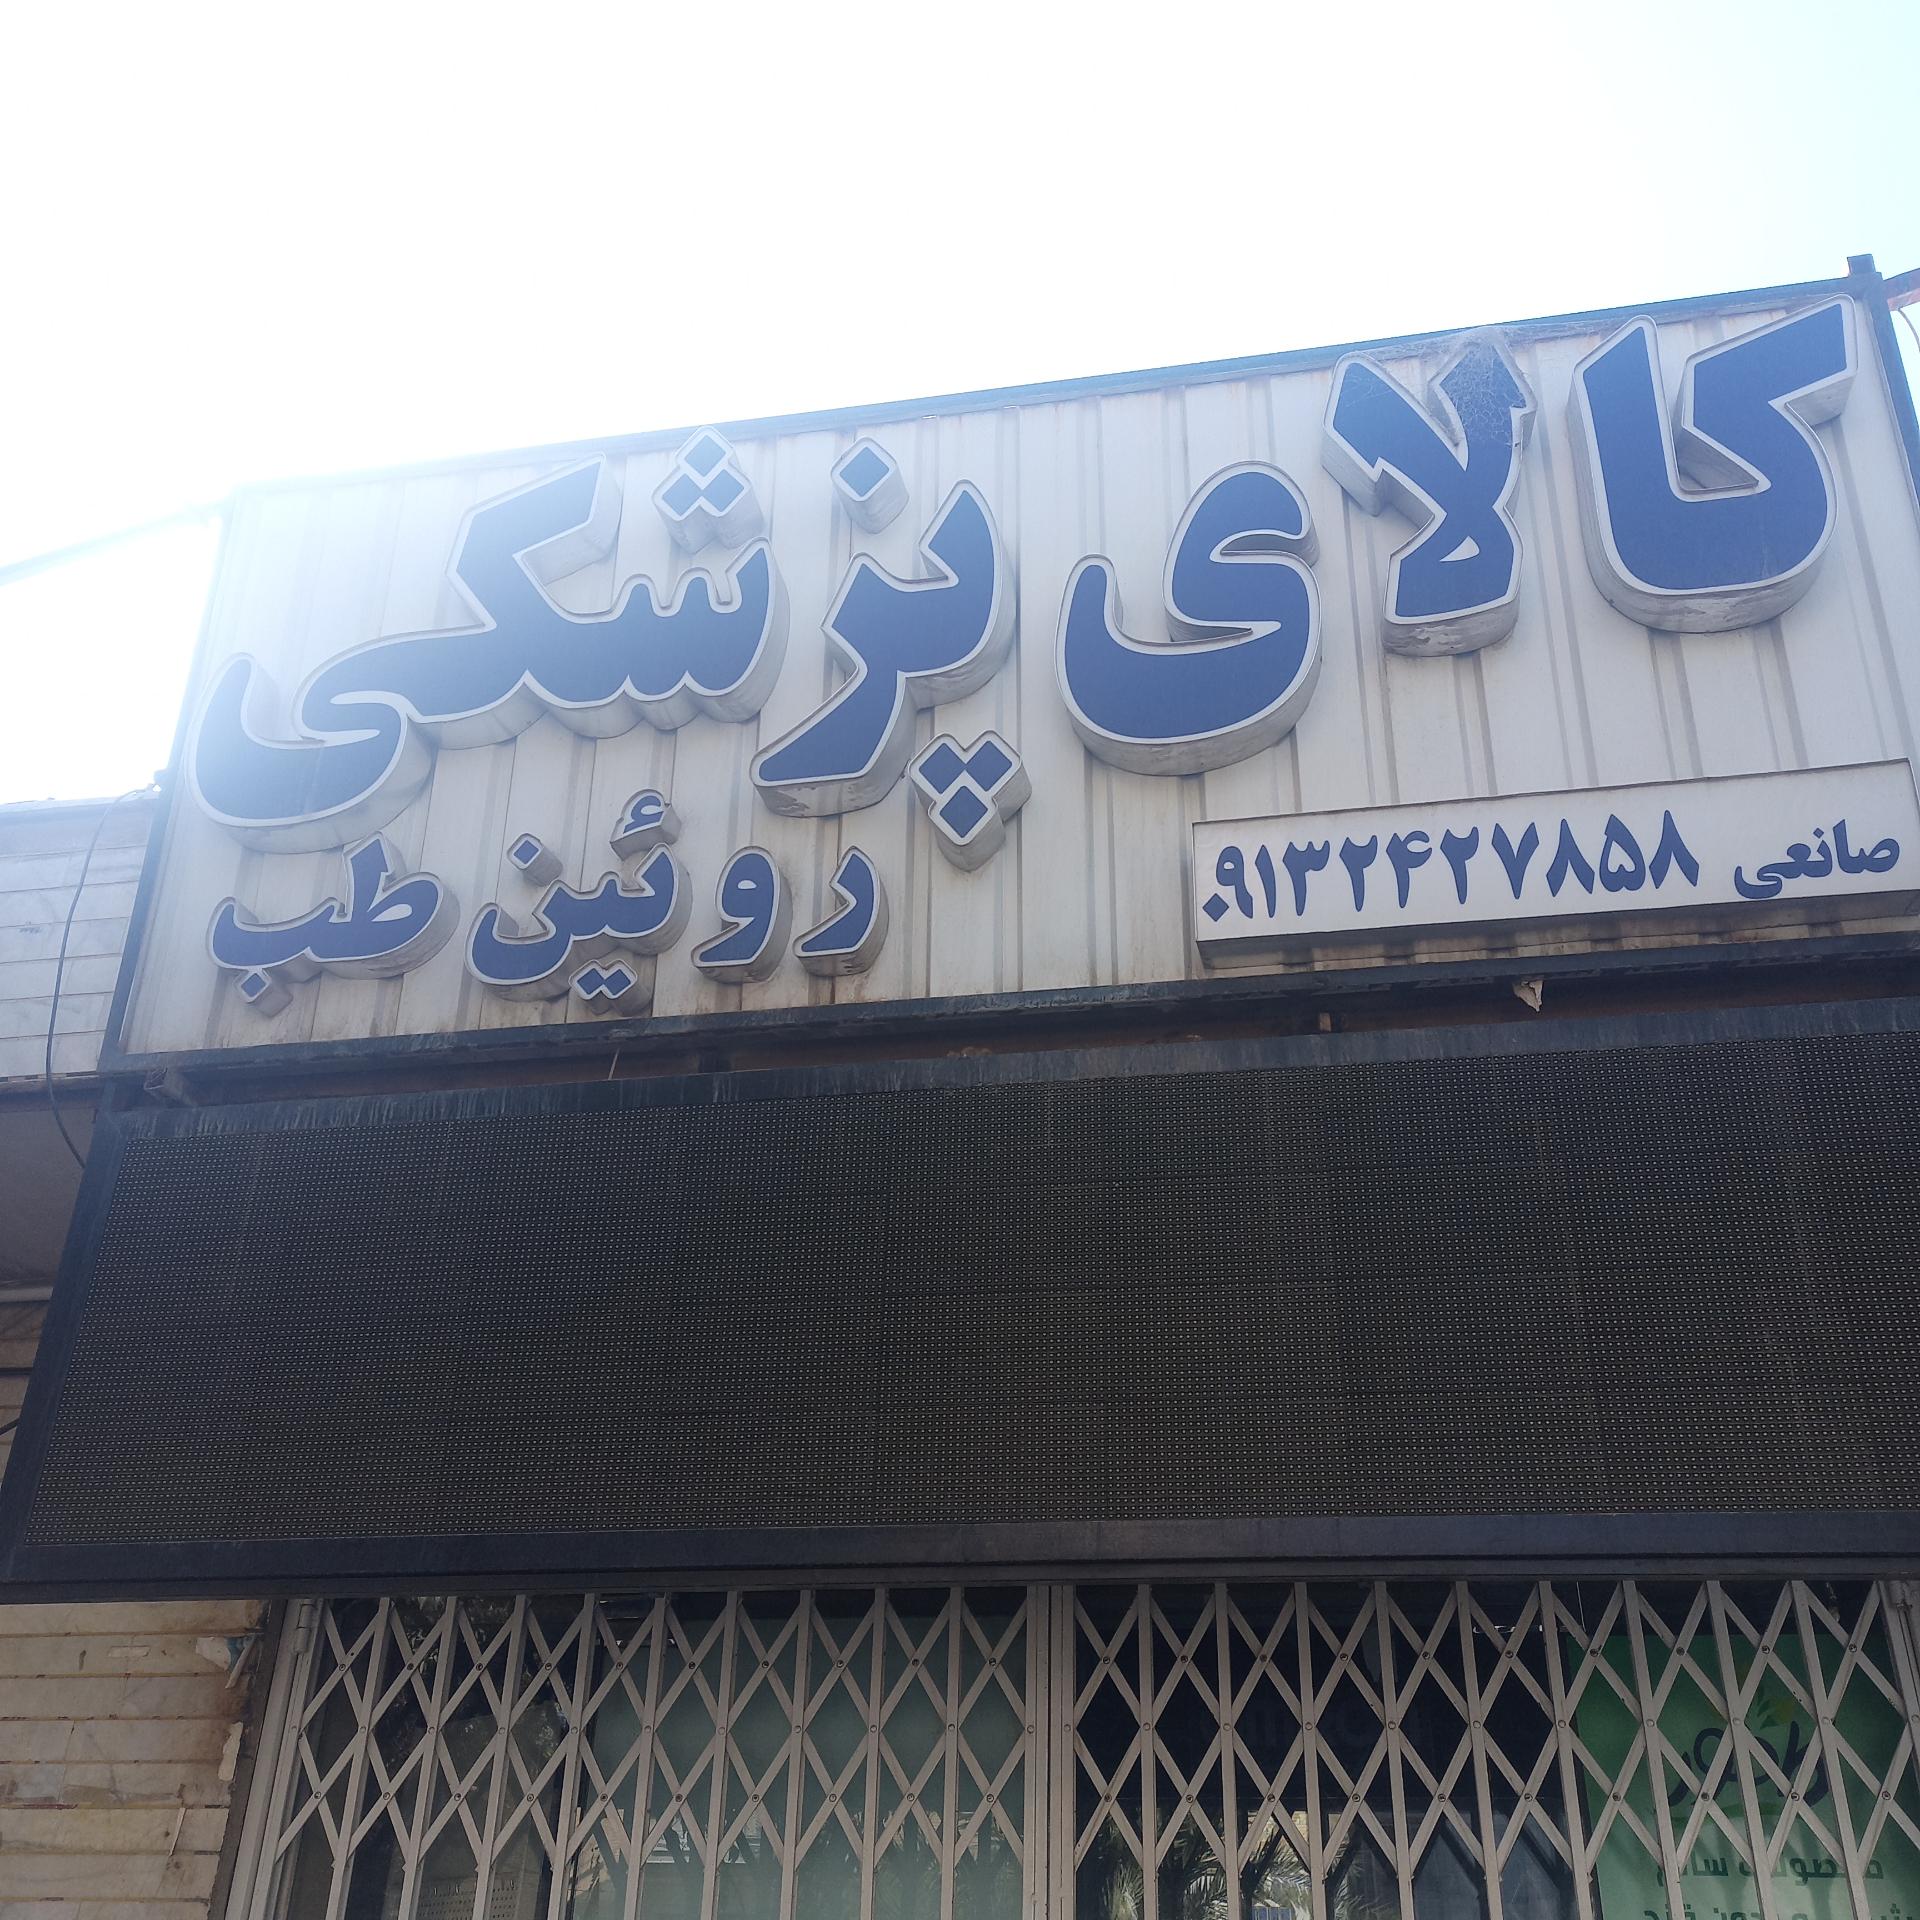 کالای پزشکی
روئین طب
صانعی ۰۹۱۳۲۴۲۷۸۵۸